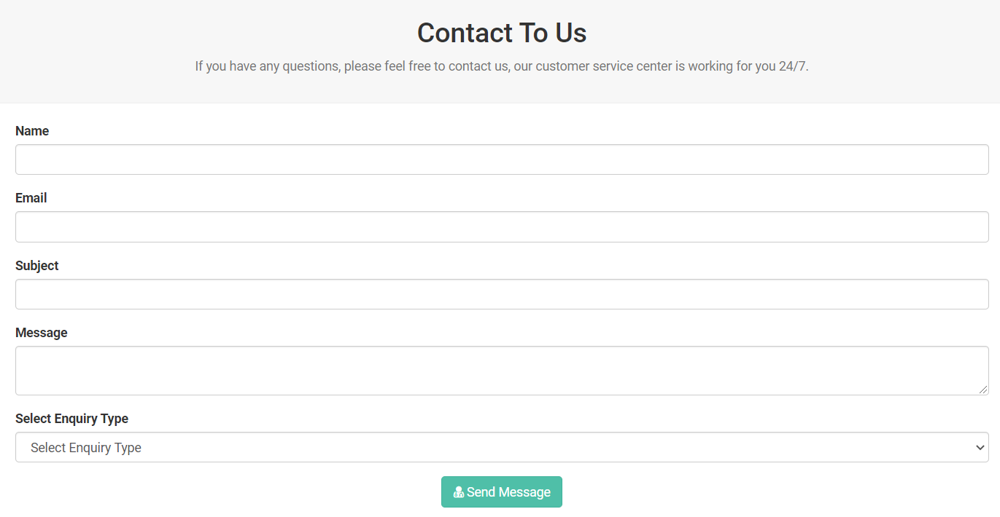 Contact To Us
If you have any questions, please feel free to contact us, our customer service center is working for you 24/7.
Name
Email
Subject
Message
Select Enquiry Type
Select Enquiry Type
Send Message